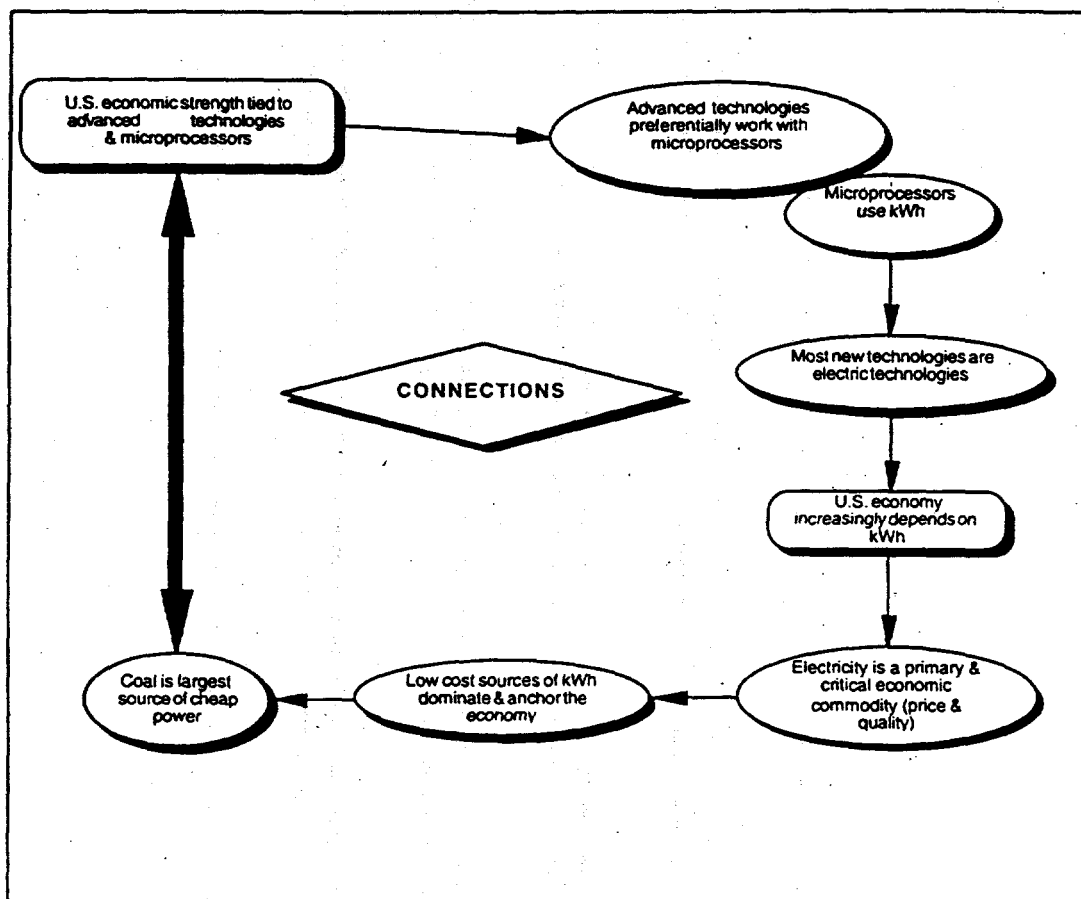 U.S. economic strength tied to
advanced technologies
& microprocessors
Advanced technologies
preferentially work with
microprocessors
Microprocessors
use kWh
Most new technologies are
electric technologies
CONNECTIONS
U.S. economy
increasingly depends on
kWh
Electricity is a primary &
critical economic
commodity (price &
quality)
Low cost sources of kWh
dominate & anchor the
economy
Coal is largest
source of cheap
power